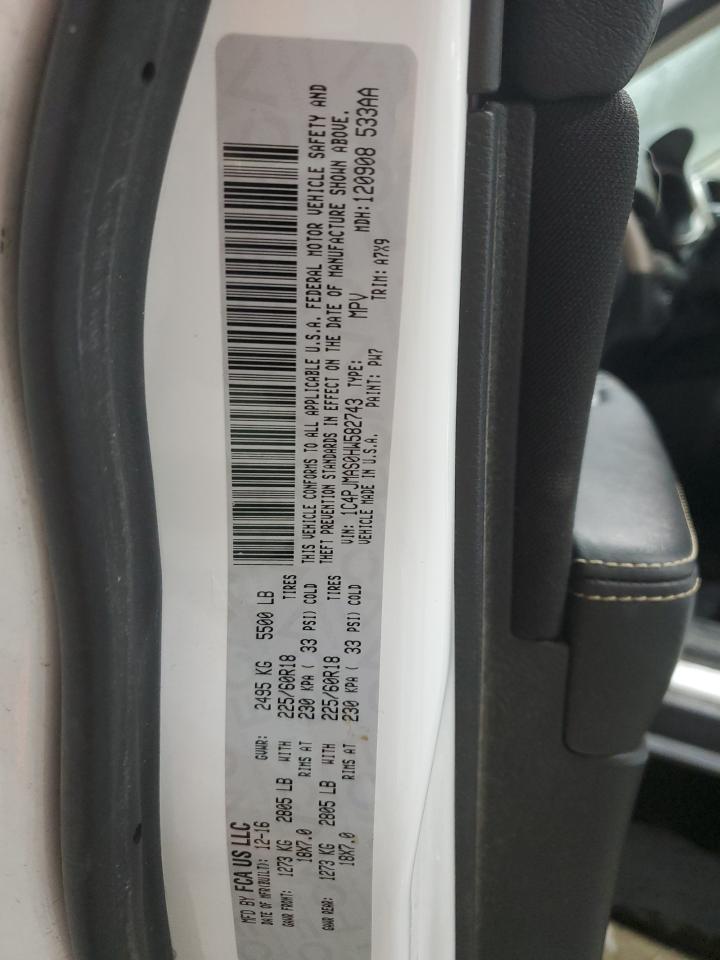 MFD BY FCA US LLC
DATE OF MFR(BUILT): 12-16 GVWR: 2495 KG 5500 LB
GAWR FRONT: 1273 KG 2805 LB WITH 225/60R18 TIRES
18X7.0 RIMS AT 230 KPA ( 33 PSI) COLD
GAWR REAR: 1273 KG 2805 LB WITH 225/60R18 TIRES
18X7.0 RIMS AT 230 KPA ( 33 PSI) COLD
THIS VEHICLE CONFORMS TO ALL APPLICABLE U.S.A. FEDERAL MOTOR VEHICLE SAFETY AND
THEFT PREVENTION STANDARDS IN EFFECT ON THE DATE OF MANUFACTURE SHOWN ABOVE.
VIN: 1C4PJMAS0HW582743 TYPE: MPV MDH:120908 533AA
VEHICLE MADE IN U.S.A. PAINT: PW7 TRIM: A7X9